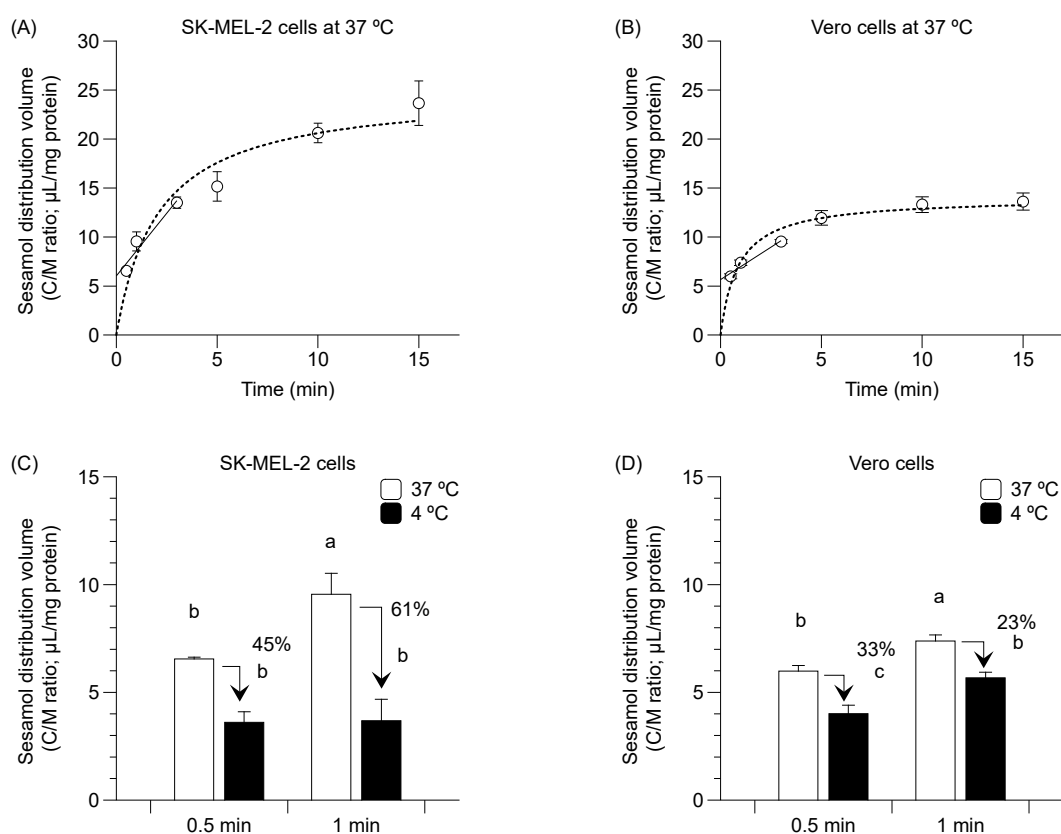 (A)
SK-MEL-2 cells at 37 ºC
Sesamol distribution volume
(C/M ratio; µL/mg protein)
30
25
20
15
10
5
0
0
5
10
15
Time (min)
(B)
Vero cells at 37 ºC
Sesamol distribution volume
(C/M ratio; µL/mg protein)
30
25
20
15
10
5
0
0
5
10
15
Time (min)
(C)
SK-MEL-2 cells
Sesamol distribution volume
(C/M ratio; µL/mg protein)
15
10
5
0
37 ºC
4 ºC
b
45%
b
a
61%
b
0.5 min
1 min
(D)
Vero cells
Sesamol distribution volume
(C/M ratio; µL/mg protein)
15
10
5
0
37 ºC
4 ºC
b
33%
c
a
23%
b
0.5 min
1 min